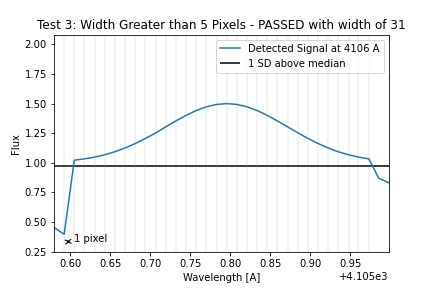 Test 3: Width Greater than 5 Pixels - PASSED with width of 31
2.00
1.75
1.50
1.25
1.00
0.75
0.50
0.25
Flux
Detected Signal at 4106 A
1 SD above median
1 pixel
0.60 0.65 0.70 0.75 0.80 0.85 0.90 0.95
Wavelength [A]
+4.105e3